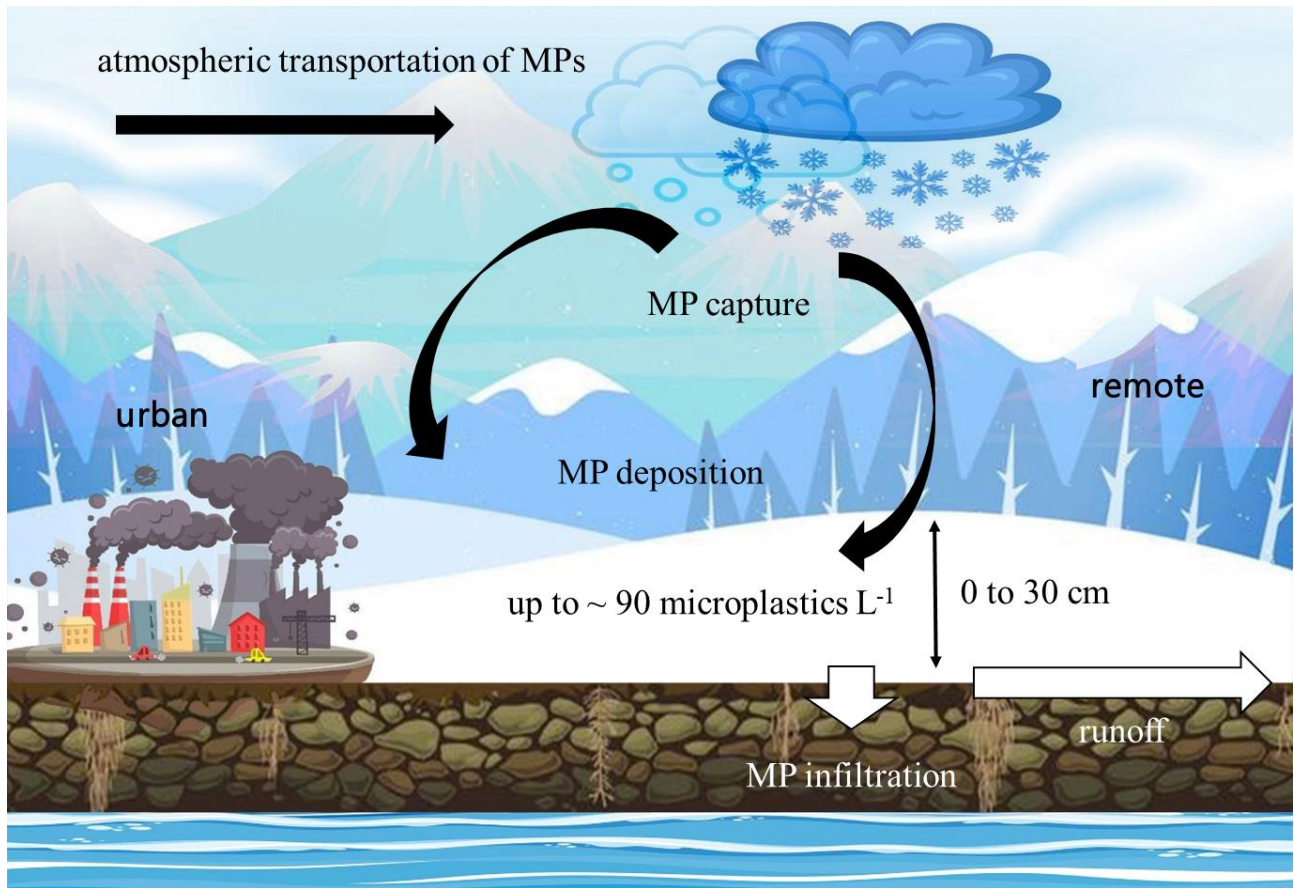 atmospheric transportation of MPs
MP capture
remote
urban
MP deposition
up to ~ 90 microplastics L⁻¹
0 to 30 cm
runoff
MP infiltration